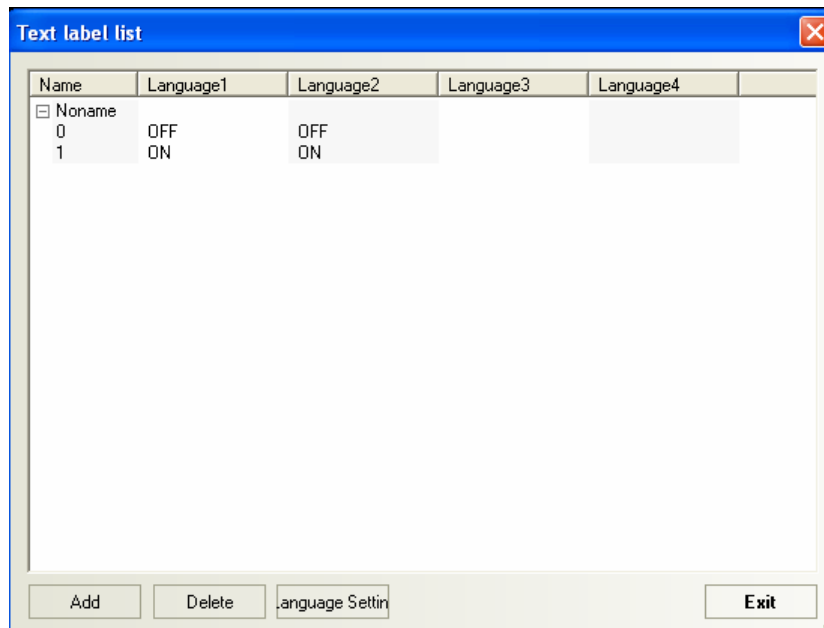 Text label list
Name Language1 Language2 Language3 Language4
Noname
0 OFF OFF
1 ON ON
Add Delete .anguage Settin Exit